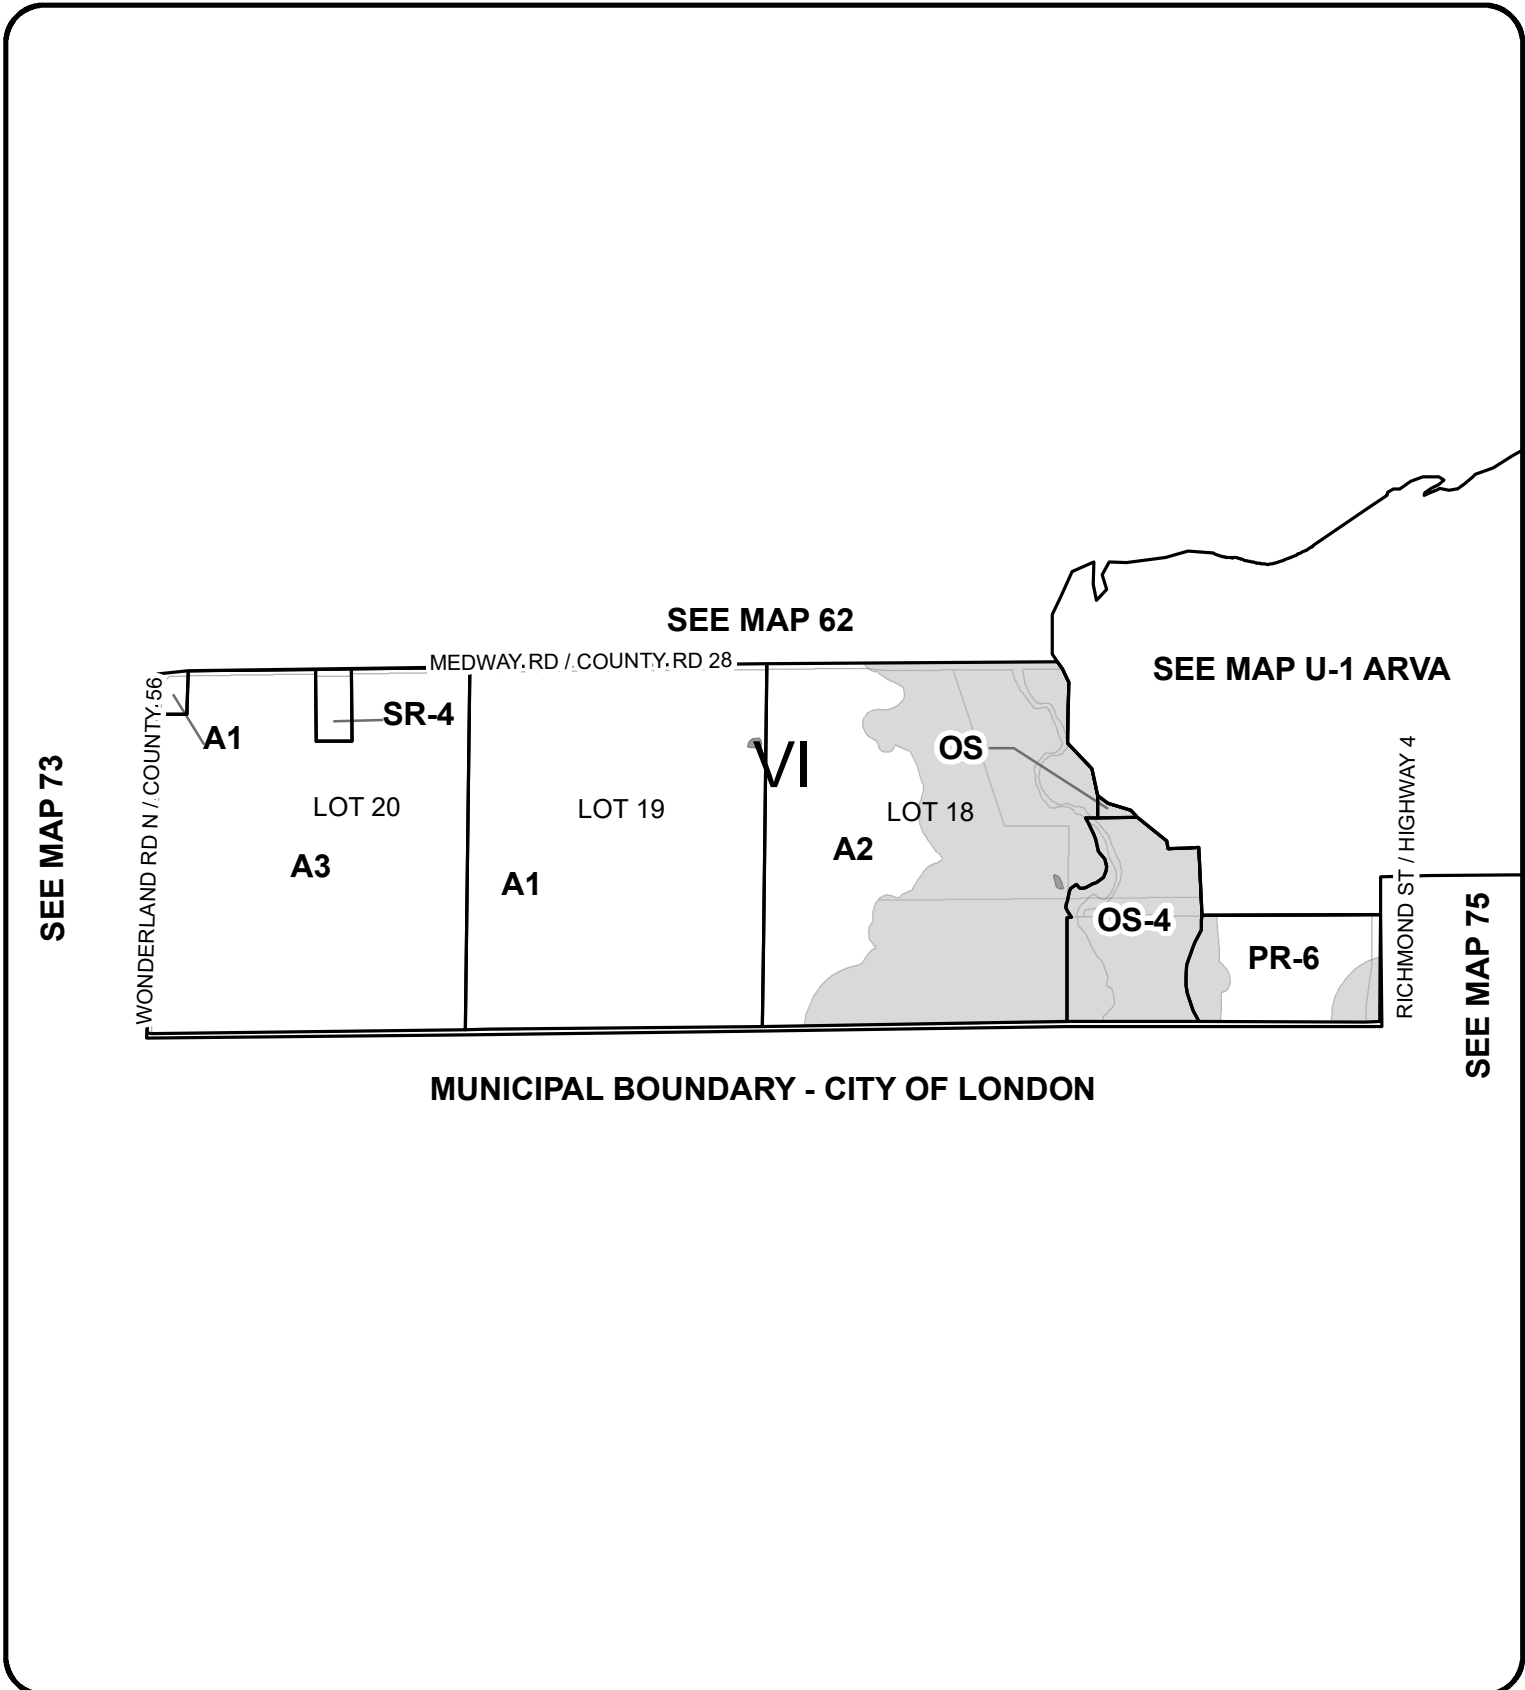 SEE MAP 62
MEDWAY RD / COUNTY RD 28
SEE MAP U-1 ARVA
WONDERLAND RD N / COUNTY 56
SR-4
A1
OS
VI
SEE MAP 73
RICHMOND ST / HIGHWAY 4
LOT 20
LOT 19
LOT 18
A2
A3
A1
OS-4
PR-6
SEE MAP 75
MUNICIPAL BOUNDARY - CITY OF LONDON